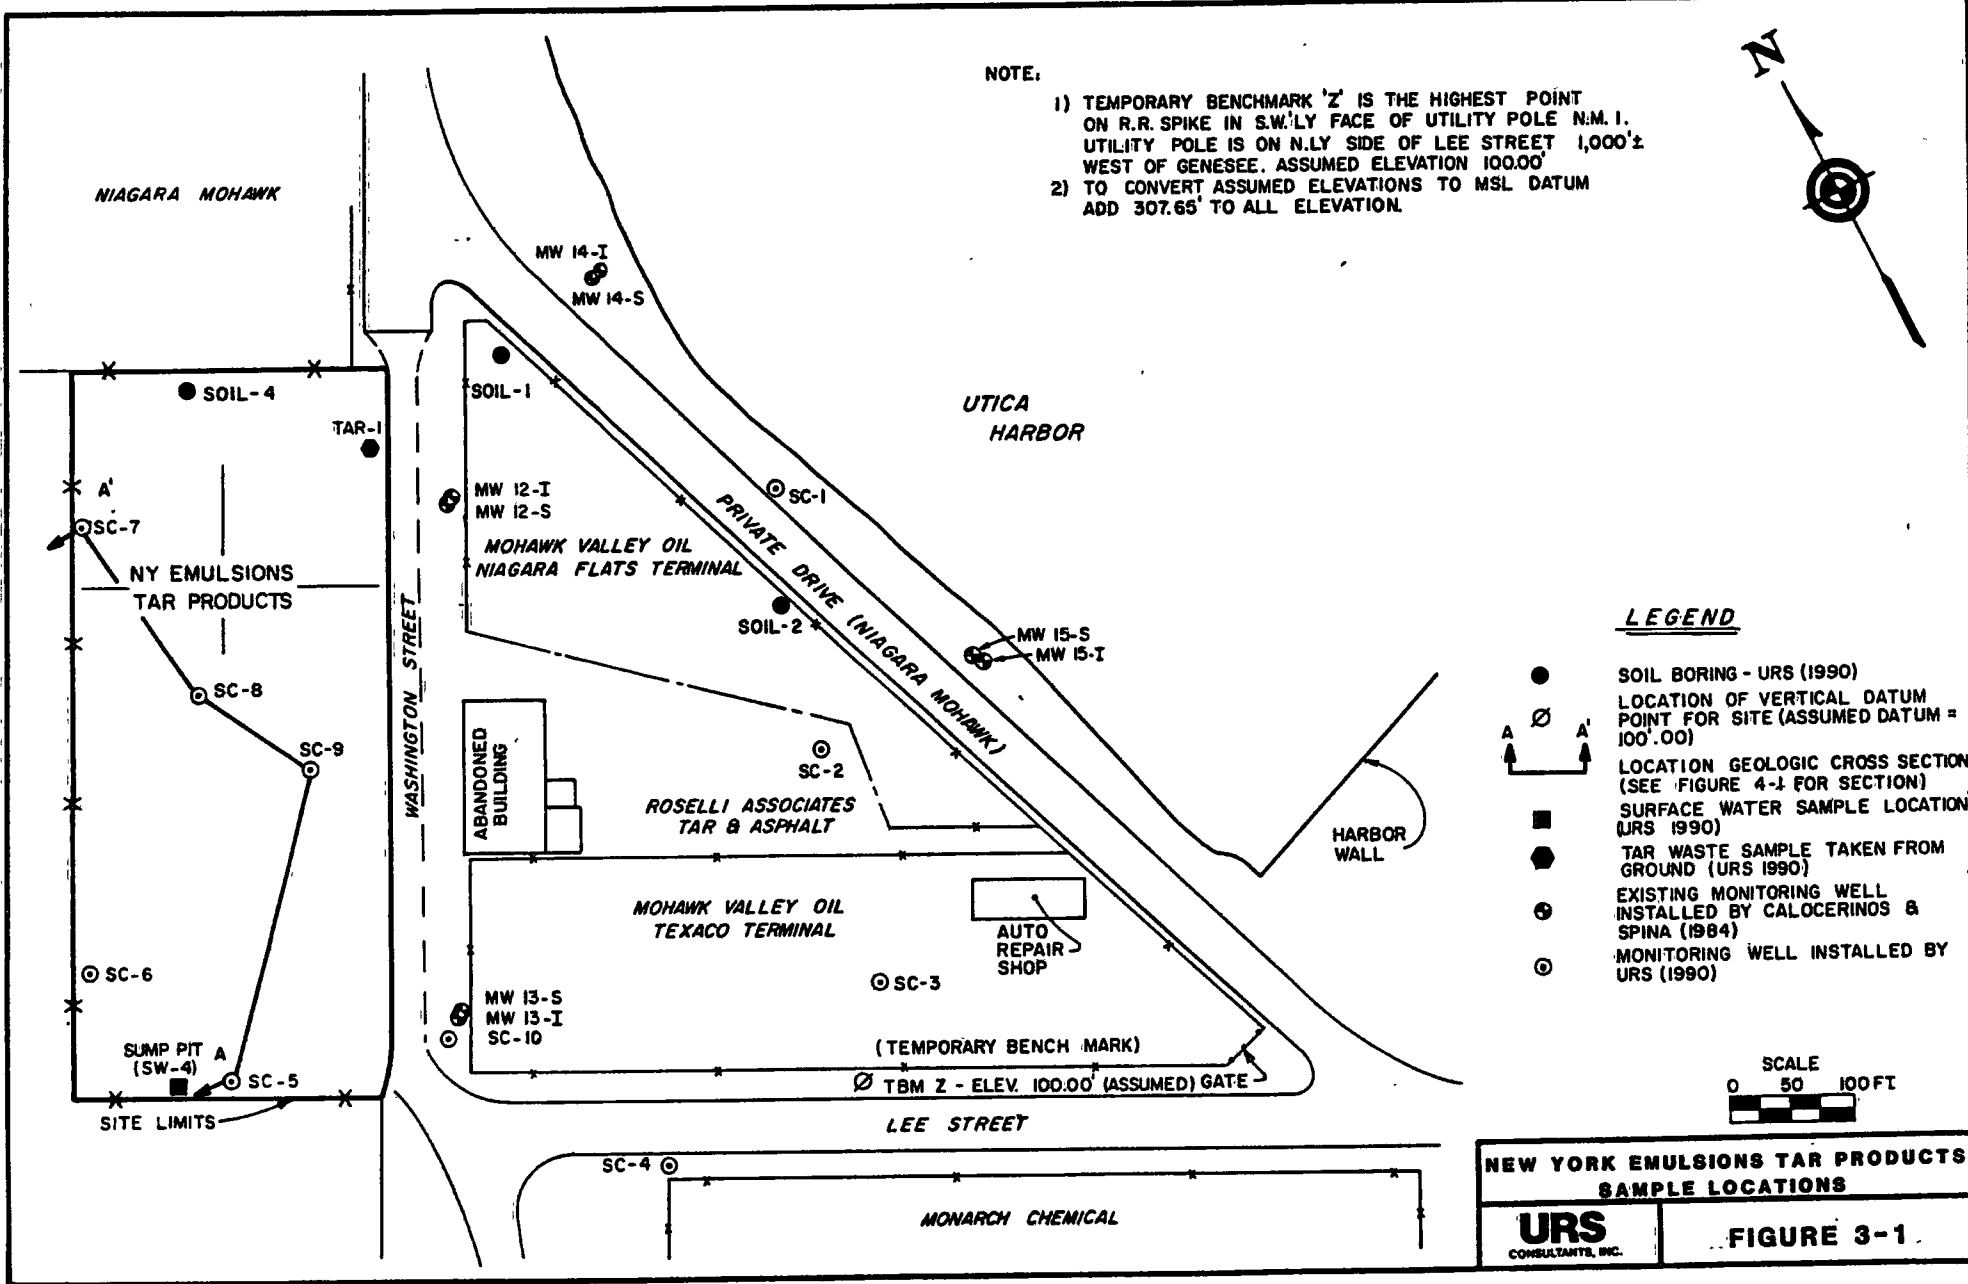 NOTE:
1) TEMPORARY BENCHMARK 'Z' IS THE HIGHEST POINT
ON R.R. SPIKE IN S.W.'LY FACE OF UTILITY POLE N.M. 1.
UTILITY POLE IS ON N.LY SIDE OF LEE STREET 1,000'±
WEST OF GENESEE. ASSUMED ELEVATION 100.00'
2) TO CONVERT ASSUMED ELEVATIONS TO MSL DATUM
ADD 307.65' TO ALL ELEVATION.
N
NIAGARA MOHAWK
MW 14-I
MW 14-S
SOIL-1
SOIL-4
TAR-1
UTICA
HARBOR
A'
SC-7
MW 12-I
MW 12-S
SC-1
MOHAWK VALLEY OIL
NIAGARA FLATS TERMINAL
PRIVATE DRIVE (NIAGARA MOHAWK)
NY EMULSIONS
TAR PRODUCTS
WASHINGTON STREET
SOIL-2
MW 15-S
MW 15-I
SC-8
SC-9
ABANDONED
BUILDING
SC-2
ROSELLI ASSOCIATES
TAR & ASPHALT
HARBOR
WALL
MOHAWK VALLEY OIL
TEXACO TERMINAL
AUTO
REPAIR
SHOP
SC-6
SC-3
MW 13-S
MW 13-I
SC-10
SUMP PIT
(SW-4)
A
SC-5
SITE LIMITS
(TEMPORARY BENCH MARK)
TBM Z - ELEV. 100.00' (ASSUMED) GATE
LEE STREET
SC-4
MONARCH CHEMICAL
LEGEND
SOIL BORING - URS (1990)
LOCATION OF VERTICAL DATUM
POINT FOR SITE (ASSUMED DATUM =
100'.00)
A A'
LOCATION GEOLOGIC CROSS SECTION
(SEE FIGURE 4-1 FOR SECTION)
SURFACE WATER SAMPLE LOCATION
(URS 1990)
TAR WASTE SAMPLE TAKEN FROM
GROUND (URS 1990)
EXISTING MONITORING WELL
INSTALLED BY CALOCERINOS &
SPINA (1984)
MONITORING WELL INSTALLED BY
URS (1990)
SCALE
0 50 100 FT
NEW YORK EMULSIONS TAR PRODUCTS
SAMPLE LOCATIONS
URS
CONSULTANTS, INC.
FIGURE 3-1